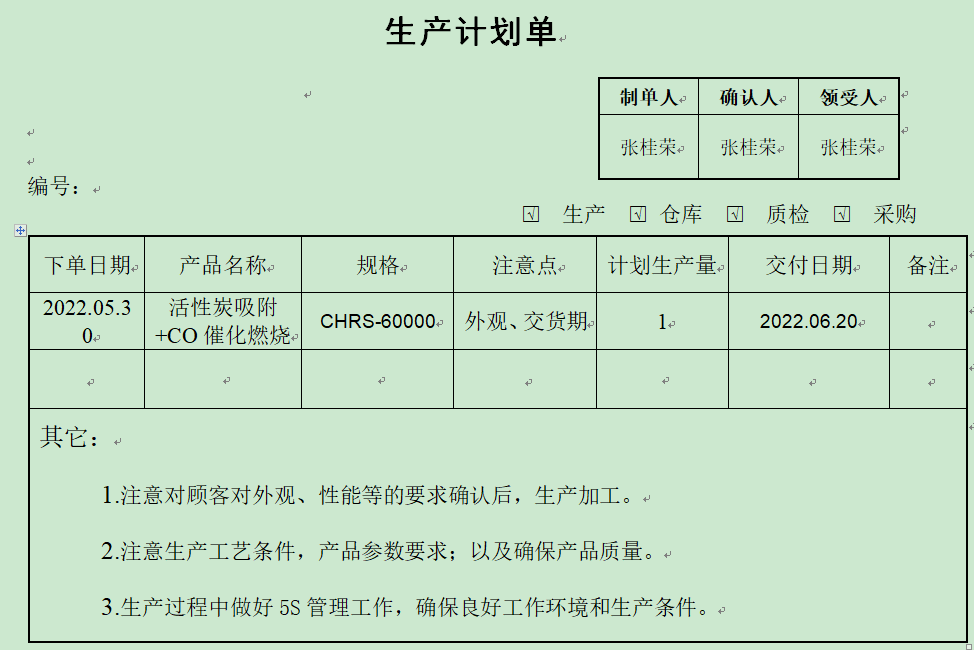 生产计划单
制单人 确认人 领受人
张桂荣 张桂荣 张桂荣
编号：
☑ 生产 ☑ 仓库 ☑ 质检 ☑ 采购
下单日期 产品名称 规格 注意点 计划生产量 交付日期 备注
2022.05.3
0
活性炭吸附
+CO 催化燃烧
CHRS-60000
外观、交货期
1
2022.06.20
其它：
1.注意对顾客对外观、性能等的要求确认后，生产加工。
2.注意生产工艺条件，产品参数要求；以及确保产品质量。
3.生产过程中做好 5S 管理工作，确保良好工作环境和生产条件。